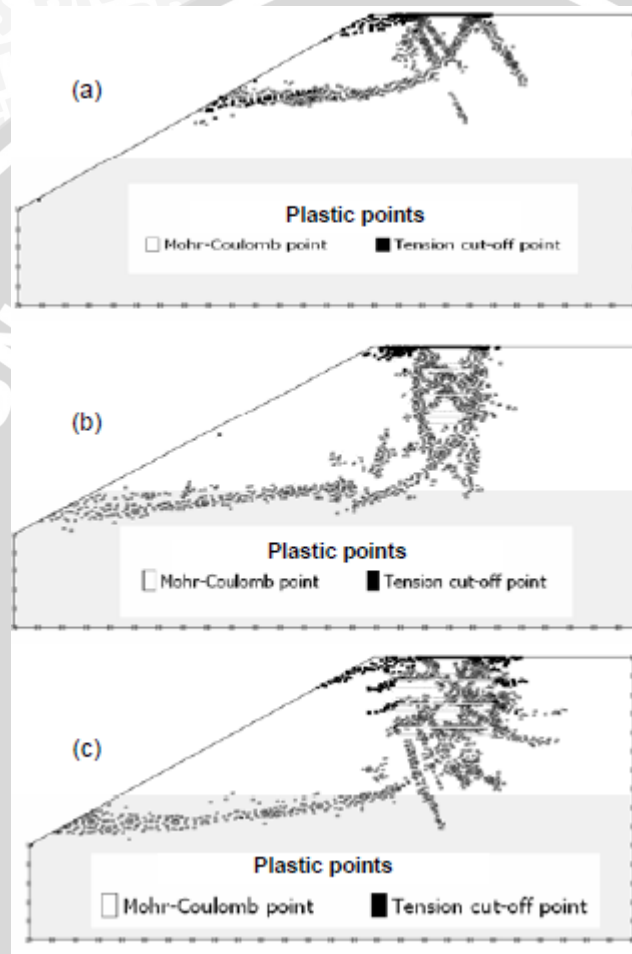 (a)
Plastic points
Mohr-Coulomb point Tension cut-off point
(b)
Plastic points
Mohr-Coulomb point Tension cut-off point
(c)
Plastic points
Mohr-Coulomb point Tension cut-off point